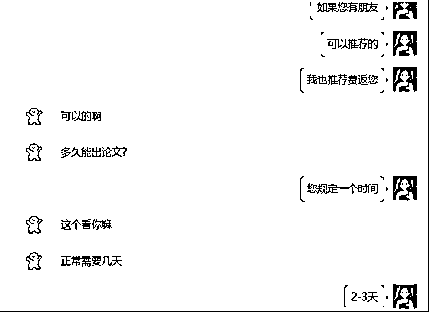 如果您有朋友
可以推荐的
我也推荐费返您
可以的啊
多久能出论文?
您规定一个时间
这个看你嘛
正常需要几天
2-3天